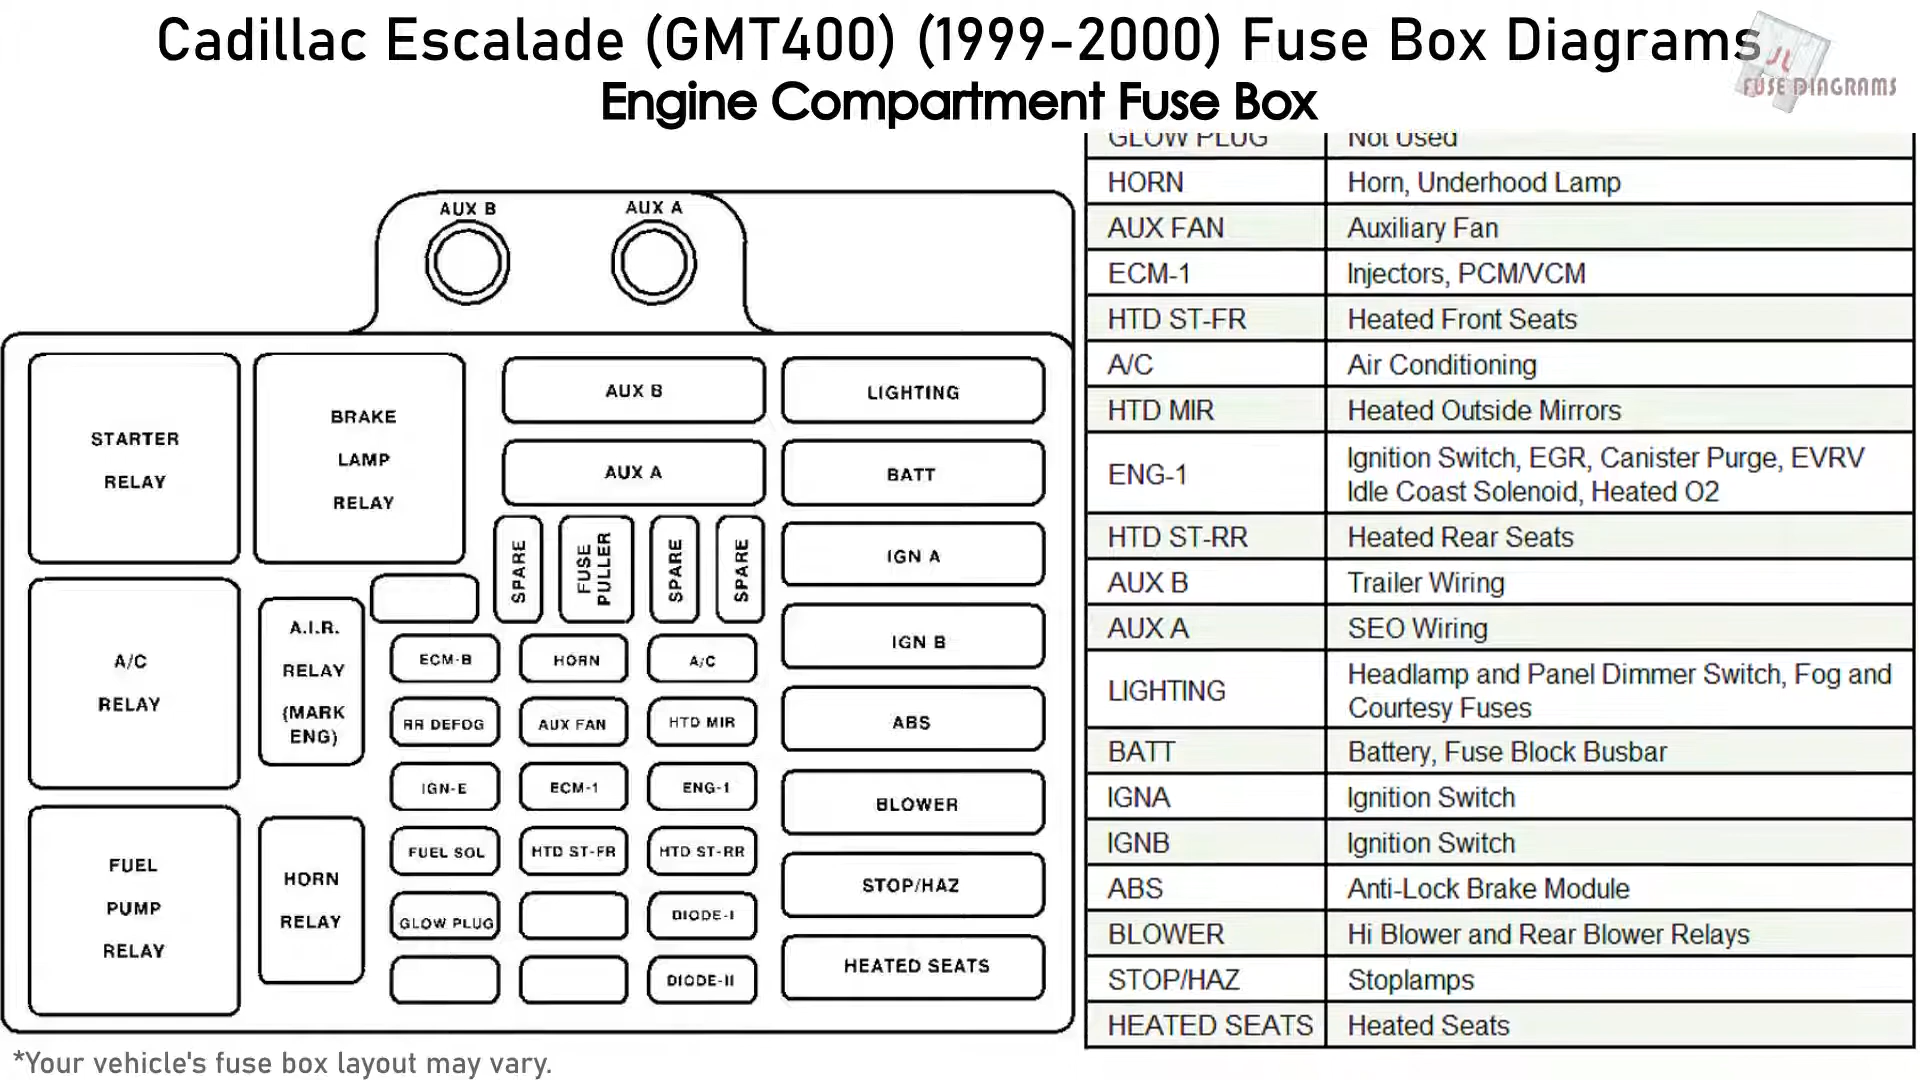 Cadillac Escalade (GMT400) (1999-2000) Fuse Box Diagrams
Engine Compartment Fuse Box
JL
FUSE DIAGRAMS
AUX B
AUX A
STARTER
RELAY
BRAKE
LAMP
RELAY
AUX B
AUX A
LIGHTING
BATT
IGN A
IGN B
ABS
BLOWER
STOP/HAZ
HEATED SEATS
SPARE
FUSE
PULLER
SPARE
SPARE
A/C
RELAY
A.I.R.
RELAY
(MARK
ENG)
FUEL
PUMP
RELAY
HORN
RELAY
ECM-B
HORN
A/C
RR DEFOG
AUX FAN
HTD MIR
IGN-E
ECM-1
ENG-1
FUEL SOL
HTD ST-FR
HTD ST-RR
GLOW PLUG
DIODE-I
DIODE-II
GLOW PLUG Not Used
HORN Horn, Underhood Lamp
AUX FAN Auxiliary Fan
ECM-1 Injectors, PCM/VCM
HTD ST-FR Heated Front Seats
A/C Air Conditioning
HTD MIR Heated Outside Mirrors
ENG-1 Ignition Switch, EGR, Canister Purge, EVRV
Idle Coast Solenoid, Heated O2
HTD ST-RR Heated Rear Seats
AUX B Trailer Wiring
AUX A SEO Wiring
LIGHTING Headlamp and Panel Dimmer Switch, Fog and
Courtesy Fuses
BATT Battery, Fuse Block Busbar
IGNA Ignition Switch
IGNB Ignition Switch
ABS Anti-Lock Brake Module
BLOWER Hi Blower and Rear Blower Relays
STOP/HAZ Stoplamps
HEATED SEATS Heated Seats
*Your vehicle's fuse box layout may vary.